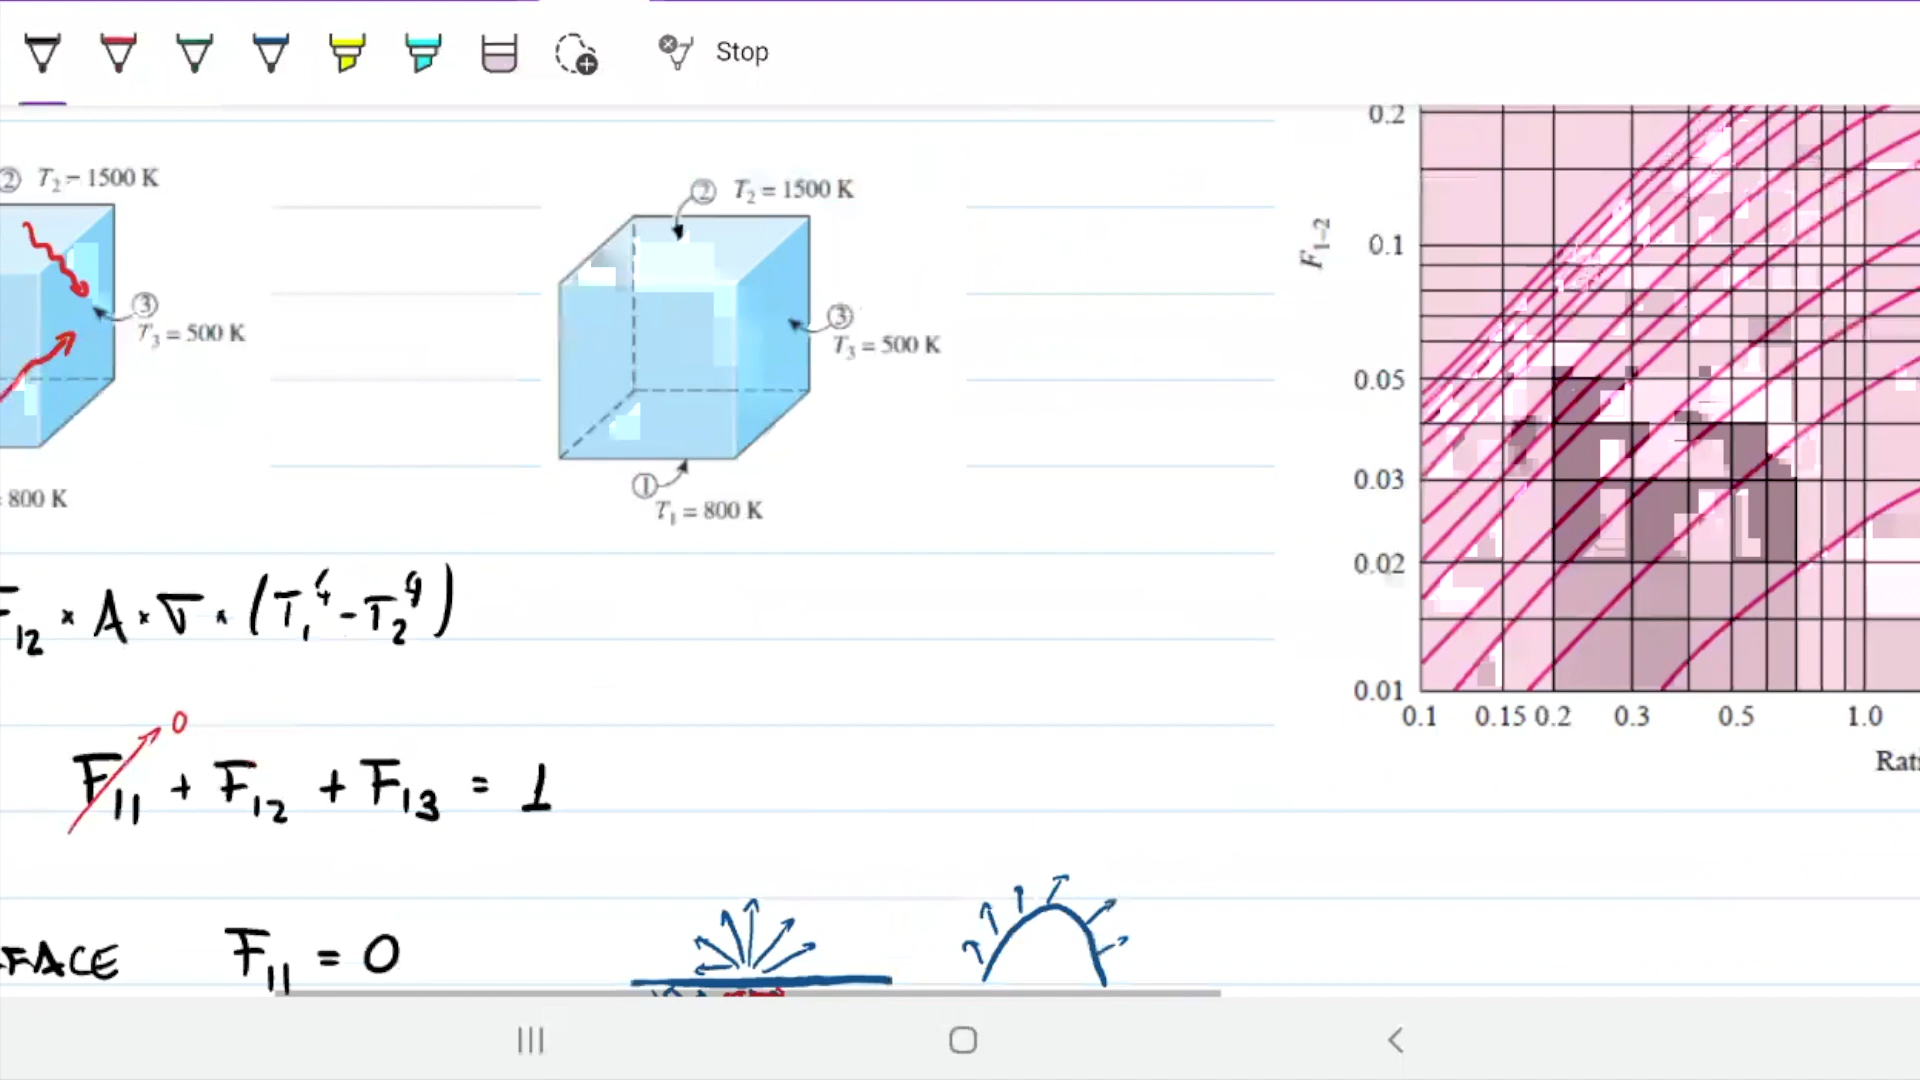 Stop
② T₂ = 1500 K
③
T₃ = 500 K
800 K
② T₂ = 1500 K
③
T₃ = 500 K
①
T₁ = 800 K
F₁₂ × A × σ × (T₁⁴ - T₂⁴)
0
F₁₁ + F₁₂ + F₁₃ = 1
FACE F₁₁ = 0
F₁₋₂
0.2
0.1
0.05
0.03
0.02
0.01
0.1 0.15 0.2 0.3 0.5 1.0
Rati